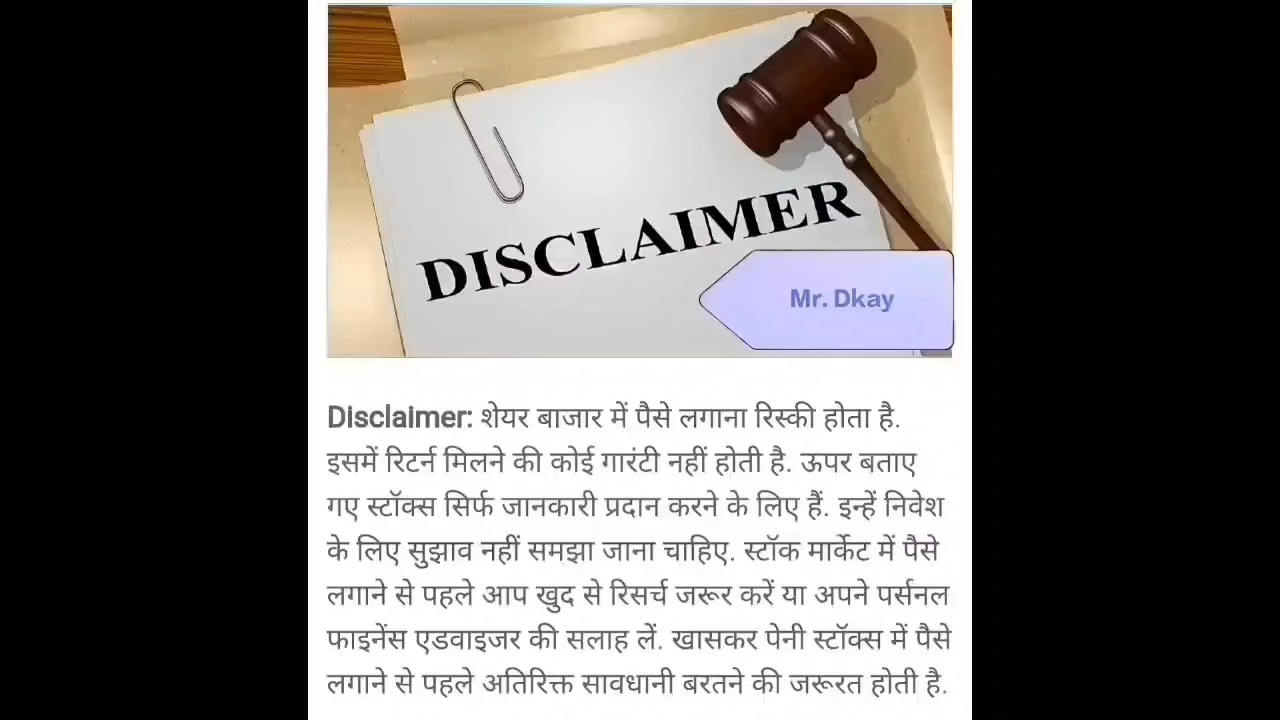 DISCLAIMER
Mr. Dkay
Disclaimer: शेयर बाजार में पैसे लगाना रिस्की होता है.
इसमें रिटर्न मिलने की कोई गारंटी नहीं होती है. ऊपर बताए
गए स्टॉक्स सिर्फ जानकारी प्रदान करने के लिए हैं. इन्हें निवेश
के लिए सुझाव नहीं समझा जाना चाहिए. स्टॉक मार्केट में पैसे
लगाने से पहले आप खुद से रिसर्च जरूर करें या अपने पर्सनल
फाइनेंस एडवाइजर की सलाह लें. खासकर पेनी स्टॉक्स में पैसे
लगाने से पहले अतिरिक्त सावधानी बरतने की जरूरत होती है.